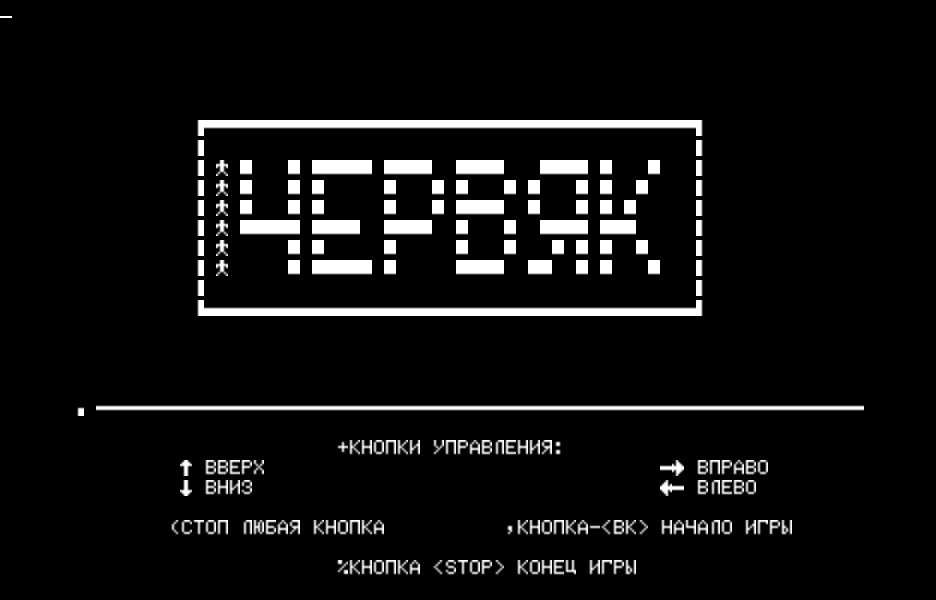 ЧЕРВЯК
+КНОПКИ УПРАВЛЕНИЯ:
↑ ВВЕРХ → ВПРАВО
↓ ВНИЗ ← ВЛЕВО
(СТОП ЛЮБАЯ КНОПКА ,КНОПКА-<ВК> НАЧАЛО ИГРЫ
%КНОПКА <STOP> КОНЕЦ ИГРЫ